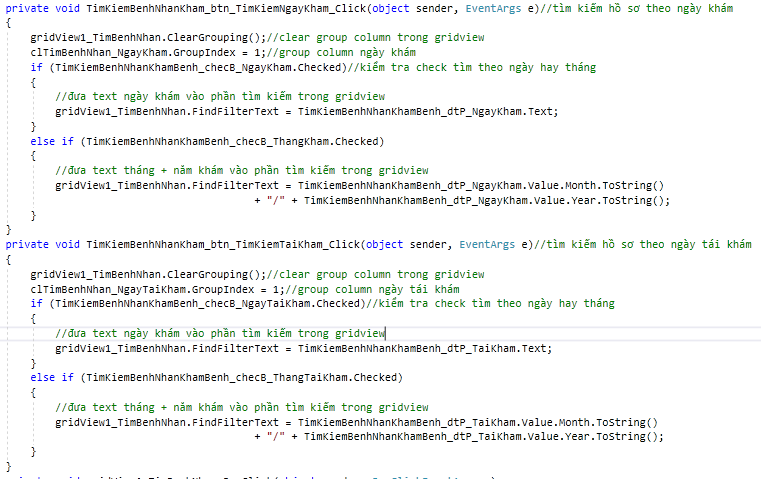 private void TimKiemBenhNhanKham_btn_TimKiemNgayKham_Click(object sender, EventArgs e)//tìm kiếm hồ sơ theo ngày khám
{
gridView1_TimBenhNhan.ClearGrouping();//clear group column trong gridview
clTimBenhNhan_NgayKham.GroupIndex = 1;//group column ngày khám
if (TimKiemBenhNhanKhamBenh_checB_NgayKham.Checked)//kiểm tra check tìm theo ngày hay tháng
{
//đưa text ngày khám vào phần tìm kiếm trong gridview
gridView1_TimBenhNhan.FindFilterText = TimKiemBenhNhanKhamBenh_dtP_NgayKham.Text;
}
else if (TimKiemBenhNhanKhamBenh_checB_ThangKham.Checked)
{
//đưa text tháng + năm khám vào phần tìm kiếm trong gridview
gridView1_TimBenhNhan.FindFilterText = TimKiemBenhNhanKhamBenh_dtP_NgayKham.Value.Month.ToString()
+ "/" + TimKiemBenhNhanKhamBenh_dtP_NgayKham.Value.Year.ToString();
}
}
private void TimKiemBenhNhanKham_btn_TimKiemTaiKham_Click(object sender, EventArgs e)//tìm kiếm hồ sơ theo ngày tái khám
{
gridView1_TimBenhNhan.ClearGrouping();//clear group column trong gridview
clTimBenhNhan_NgayTaiKham.GroupIndex = 1;//group column ngày tái khám
if (TimKiemBenhNhanKhamBenh_checB_NgayTaiKham.Checked)//kiểm tra check tìm theo ngày hay tháng
{
//đưa text ngày khám vào phần tìm kiếm trong gridview
gridView1_TimBenhNhan.FindFilterText = TimKiemBenhNhanKhamBenh_dtP_TaiKham.Text;
}
else if (TimKiemBenhNhanKhamBenh_checB_ThangTaiKham.Checked)
{
//đưa text tháng + năm khám vào phần tìm kiếm trong gridview
gridView1_TimBenhNhan.FindFilterText = TimKiemBenhNhanKhamBenh_dtP_TaiKham.Value.Month.ToString()
+ "/" + TimKiemBenhNhanKhamBenh_dtP_TaiKham.Value.Year.ToString();
}
}